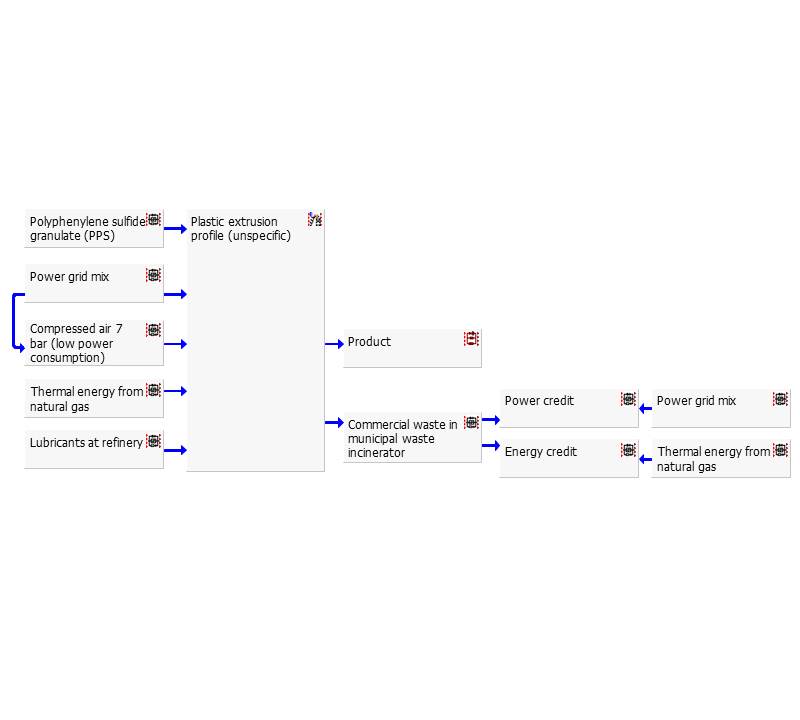 Polyphenylene sulfide
granulate (PPS)
Plastic extrusion
profile (unspecific)
Power grid mix
Compressed air 7
bar (low power
consumption)
Thermal energy from
natural gas
Lubricants at refinery
Product
Commercial waste in
municipal waste
incinerator
Power credit
Power grid mix
Energy credit
Thermal energy from
natural gas